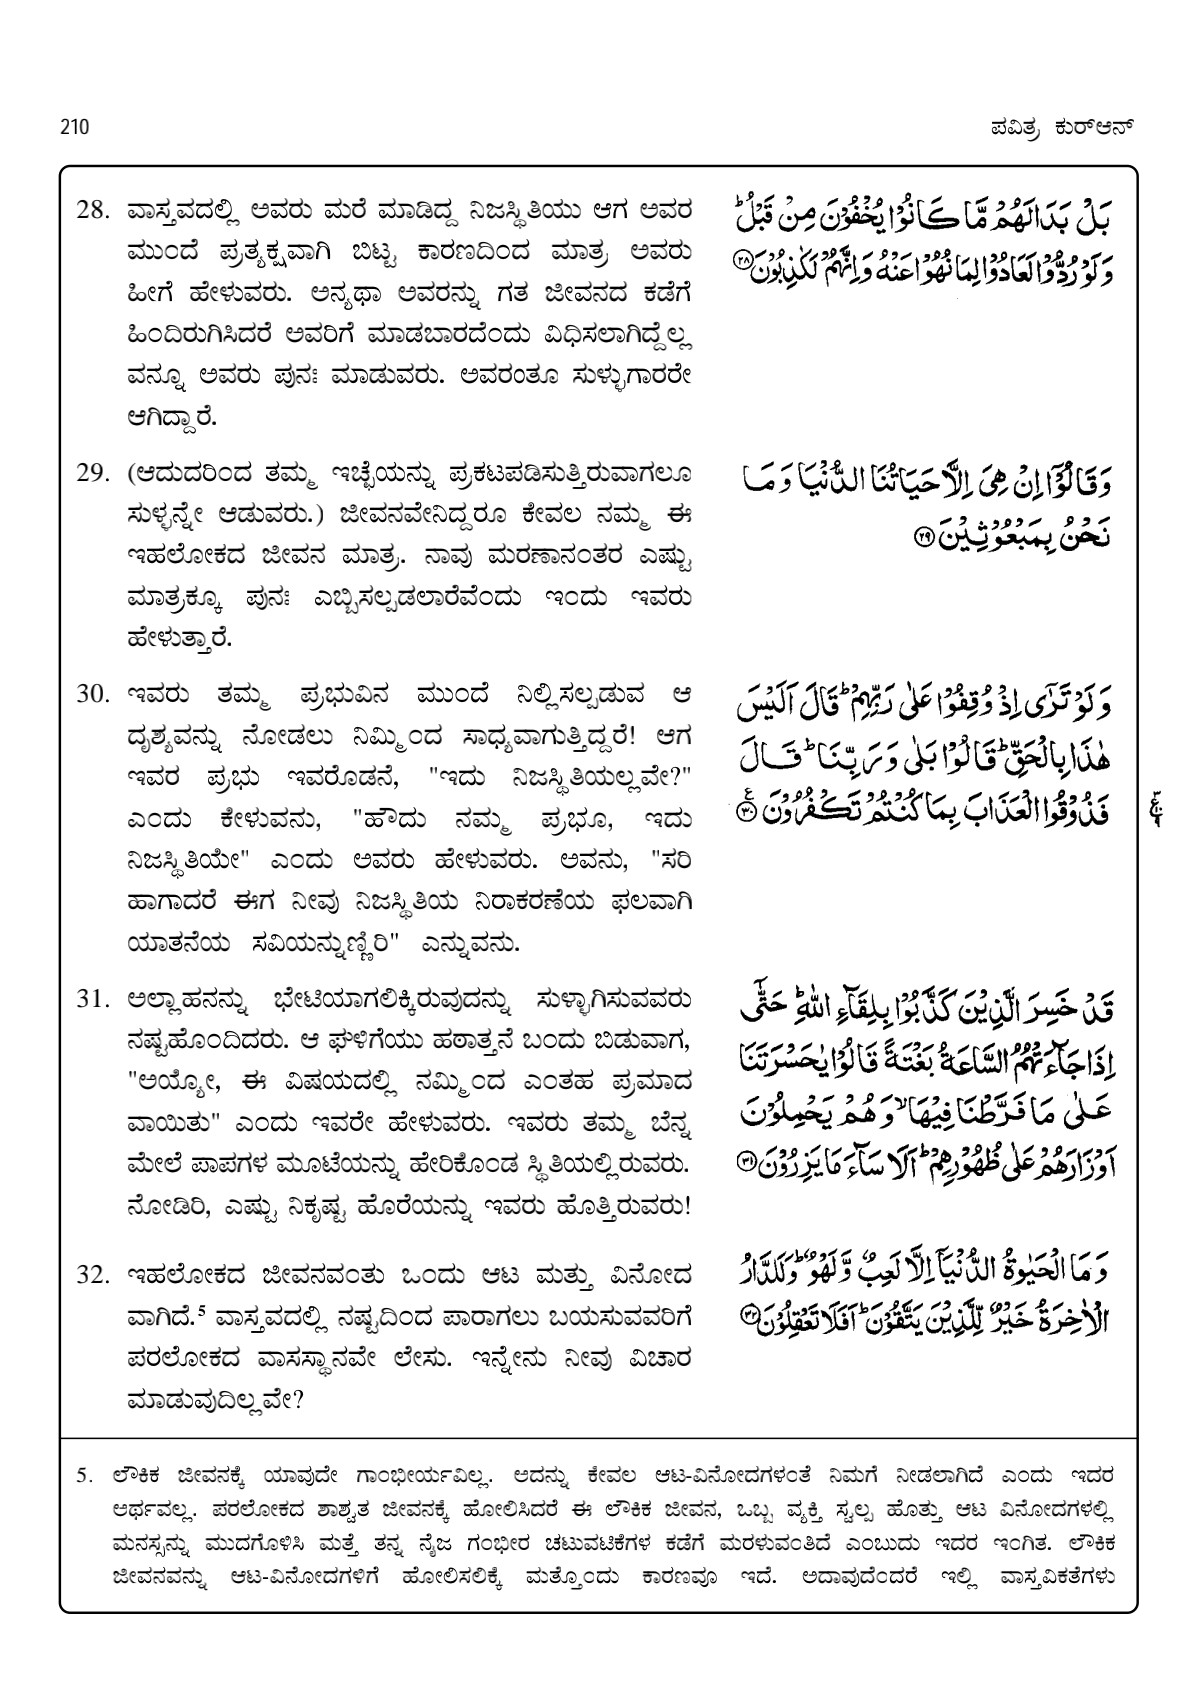 210
ಪವಿತ್ರ ಕುರ್‌ಆನ್
28. ವಾಸ್ತವದಲ್ಲಿ ಅವರು ಮರೆ ಮಾಡಿದ್ದ ನಿಜಸ್ಥಿತಿಯು ಆಗ ಅವರ
ಮುಂದೆ ಪ್ರತ್ಯಕ್ಷವಾಗಿ ಬಿಟ್ಟ ಕಾರಣದಿಂದ ಮಾತ್ರ ಅವರು
ಹೀಗೆ ಹೇಳುವರು. ಅನ್ಯಥಾ ಅವರನ್ನು ಗತ ಜೀವನದ ಕಡೆಗೆ
ಹಿಂದಿರುಗಿಸಿದರೆ ಅವರಿಗೆ ಮಾಡಬಾರದೆಂದು ವಿಧಿಸಲಾಗಿದ್ದೆಲ್ಲ
ವನ್ನೂ ಅವರು ಪುನಃ ಮಾಡುವರು. ಅವರಂತೂ ಸುಳ್ಳುಗಾರರೇ
ಆಗಿದ್ದಾರೆ.
بَلْ بَدَا لَهُمْ مَّا كَانُوْا يُخْفُوْنَ مِنْ قَبْلُ ؕ
وَلَوْ رُدُّوْا لَعَادُوْا لِمَا نُهُوْا عَنْهُ وَاِنَّهُمْ لَكٰذِبُوْنَ ۝۲۸
29. (ಆದುದರಿಂದ ತಮ್ಮ ಇಚ್ಛೆಯನ್ನು ಪ್ರಕಟಪಡಿಸುತ್ತಿರುವಾಗಲೂ
ಸುಳ್ಳನ್ನೇ ಆಡುವರು.) ಜೀವನವೇನಿದ್ದರೂ ಕೇವಲ ನಮ್ಮ ಈ
ಇಹಲೋಕದ ಜೀವನ ಮಾತ್ರ. ನಾವು ಮರಣಾನಂತರ ಎಷ್ಟು
ಮಾತ್ರಕ್ಕೂ ಪುನಃ ಎಬ್ಬಿಸಲ್ಪಡಲಾರೆವೆಂದು ಇಂದು ಇವರು
ಹೇಳುತ್ತಾರೆ.
وَقَالُوْٓا اِنْ هِىَ اِلَّا حَيَاتُنَا الدُّنْيَا وَمَا
نَحْنُ بِمَبْعُوْثِيْنَ ۝۲۹
30. ಇವರು ತಮ್ಮ ಪ್ರಭುವಿನ ಮುಂದೆ ನಿಲ್ಲಿಸಲ್ಪಡುವ ಆ
ದೃಶ್ಯವನ್ನು ನೋಡಲು ನಿಮ್ಮಿಂದ ಸಾಧ್ಯವಾಗುತ್ತಿದ್ದರೆ! ಆಗ
ಇವರ ಪ್ರಭು ಇವರೊಡನೆ, "ಇದು ನಿಜಸ್ಥಿತಿಯಲ್ಲವೇ?"
ಎಂದು ಕೇಳುವನು, "ಹೌದು ನಮ್ಮ ಪ್ರಭೂ, ಇದು
ನಿಜಸ್ಥಿತಿಯೇ" ಎಂದು ಅವರು ಹೇಳುವರು. ಅವನು, "ಸರಿ
ಹಾಗಾದರೆ ಈಗ ನೀವು ನಿಜಸ್ಥಿತಿಯ ನಿರಾಕರಣೆಯ ಫಲವಾಗಿ
ಯಾತನೆಯ ಸವಿಯನ್ನುಣ್ಣಿರಿ" ಎನ್ನುವನು.
وَلَوْ تَرٰٓى اِذْ وُقِفُوْا عَلٰى رَبِّهِمْ ؕ قَالَ اَلَيْسَ
هٰذَا بِالْحَقِّ ؕ قَالُوْا بَلٰى وَرَبِّنَا ؕ قَالَ
فَذُوْقُوا الْعَذَابَ بِمَا كُنْتُمْ تَكْفُرُوْنَ ۝۳۰
31. ಅಲ್ಲಾಹನನ್ನು ಭೇಟಿಯಾಗಲಿಕ್ಕಿರುವುದನ್ನು ಸುಳ್ಳಾಗಿಸುವವರು
ನಷ್ಟಹೊಂದಿದರು. ಆ ಘಳಿಗೆಯು ಹಠಾತ್ತನೆ ಬಂದು ಬಿಡುವಾಗ,
"ಅಯ್ಯೋ, ಈ ವಿಷಯದಲ್ಲಿ ನಮ್ಮಿಂದ ಎಂತಹ ಪ್ರಮಾದ
ವಾಯಿತು" ಎಂದು ಇವರೇ ಹೇಳುವರು. ಇವರು ತಮ್ಮ ಬೆನ್ನ
ಮೇಲೆ ಪಾಪಗಳ ಮೂಟೆಯನ್ನು ಹೇರಿಕೊಂಡ ಸ್ಥಿತಿಯಲ್ಲಿರುವರು.
ನೋಡಿರಿ, ಎಷ್ಟು ನಿಕೃಷ್ಟ ಹೊರೆಯನ್ನು ಇವರು ಹೊತ್ತಿರುವರು!
قَدْ خَسِرَ الَّذِيْنَ كَذَّبُوْا بِلِقَآءِ اللّٰهِ ؕ حَتّٰٓى
اِذَا جَآءَتْهُمُ السَّاعَةُ بَغْتَةً قَالُوْا يٰحَسْرَتَنَا
عَلٰى مَا فَرَّطْنَا فِيْهَا ۙ وَهُمْ يَحْمِلُوْنَ
اَوْزَارَهُمْ عَلٰى ظُهُوْرِهِمْ ؕ اَلَا سَآءَ مَا يَزِرُوْنَ ۝۳۱
32. ಇಹಲೋಕದ ಜೀವನವಂತು ಒಂದು ಆಟ ಮತ್ತು ವಿನೋದ
ವಾಗಿದೆ.⁵ ವಾಸ್ತವದಲ್ಲಿ ನಷ್ಟದಿಂದ ಪಾರಾಗಲು ಬಯಸುವವರಿಗೆ
ಪರಲೋಕದ ವಾಸಸ್ಥಾನವೇ ಲೇಸು. ಇನ್ನೇನು ನೀವು ವಿಚಾರ
ಮಾಡುವುದಿಲ್ಲವೇ?
وَمَا الْحَيٰوةُ الدُّنْيَآ اِلَّا لَعِبٌ وَّلَهْوٌ ؕ وَلَلدَّارُ
الْاٰخِرَةُ خَيْرٌ لِّلَّذِيْنَ يَتَّقُوْنَ ؕ اَفَلَا تَعْقِلُوْنَ ۝۳۲
5. ಲೌಕಿಕ ಜೀವನಕ್ಕೆ ಯಾವುದೇ ಗಾಂಭೀರ್ಯವಿಲ್ಲ. ಅದನ್ನು ಕೇವಲ ಆಟ-ವಿನೋದಗಳಂತೆ ನಿಮಗೆ ನೀಡಲಾಗಿದೆ ಎಂದು ಇದರ
ಅರ್ಥವಲ್ಲ. ಪರಲೋಕದ ಶಾಶ್ವತ ಜೀವನಕ್ಕೆ ಹೋಲಿಸಿದರೆ ಈ ಲೌಕಿಕ ಜೀವನ, ಒಬ್ಬ ವ್ಯಕ್ತಿ ಸ್ವಲ್ಪ ಹೊತ್ತು ಆಟ ವಿನೋದಗಳಲ್ಲಿ
ಮನಸ್ಸನ್ನು ಮುದಗೊಳಿಸಿ ಮತ್ತೆ ತನ್ನ ನೈಜ ಗಂಭೀರ ಚಟುವಟಿಕೆಗಳ ಕಡೆಗೆ ಮರಳುವಂತಿದೆ ಎಂಬುದು ಇದರ ಇಂಗಿತ. ಲೌಕಿಕ
ಜೀವನವನ್ನು ಆಟ-ವಿನೋದಗಳಿಗೆ ಹೋಲಿಸಲಿಕ್ಕೆ ಮತ್ತೊಂದು ಕಾರಣವೂ ಇದೆ. ಅದಾವುದೆಂದರೆ ಇಲ್ಲಿ ವಾಸ್ತವಿಕತೆಗಳು